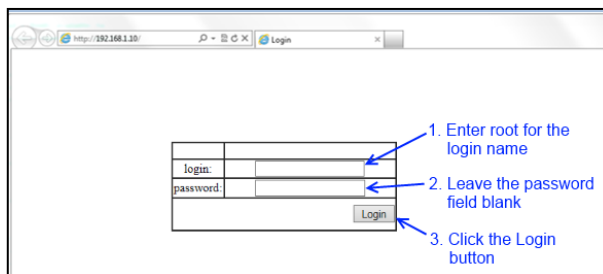 http://192.168.1.10/
Login
1. Enter root for the
login name
login:
password:
2. Leave the password
field blank
Login
3. Click the Login
button